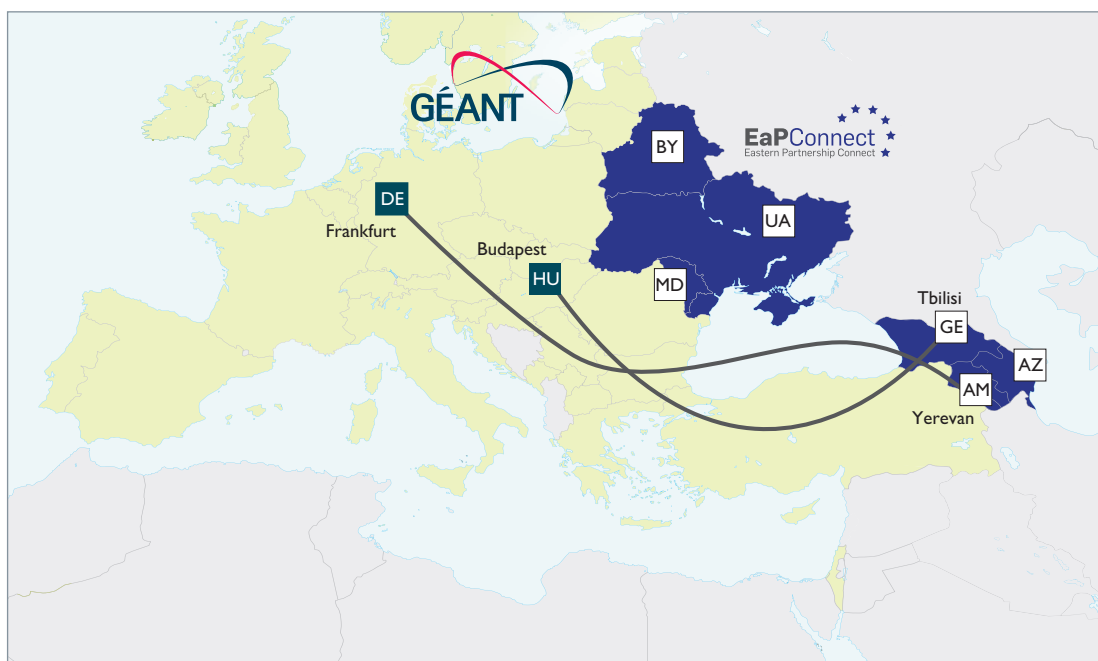 GÉANT
BY
EaPConnect
Eastern Partnership Connect
DE
UA
Frankfurt
Budapest
HU
MD
Tbilisi
GE
AZ
AM
Yerevan